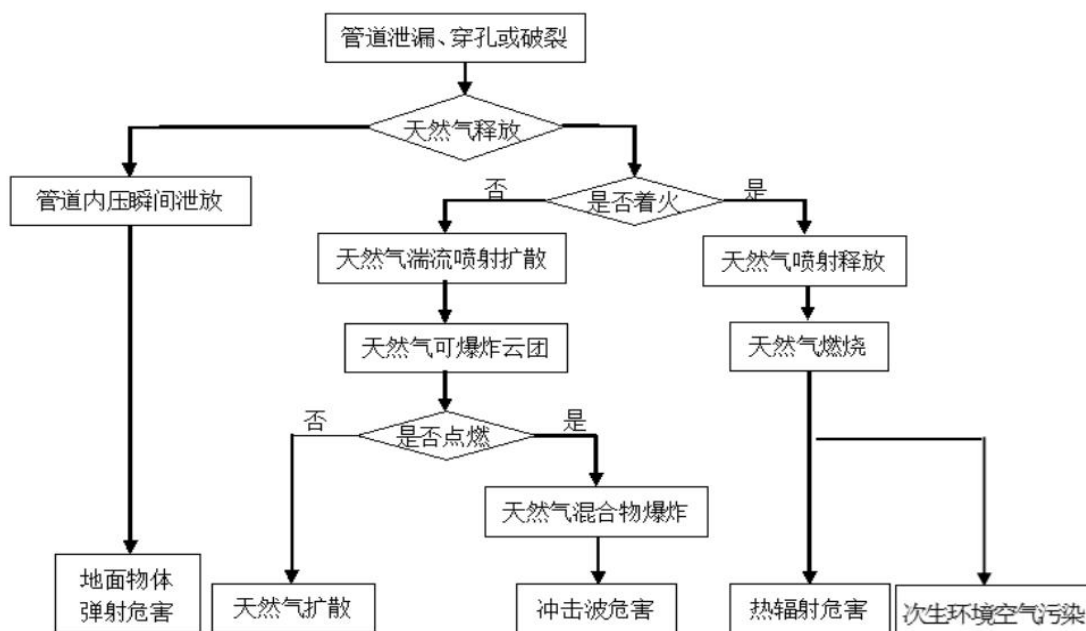 管道泄漏、穿孔或破裂
天然气释放
管道内压瞬间泄放
否
是否着火
是
天然气湍流喷射扩散
天然气喷射释放
天然气可爆炸云团
天然气燃烧
否
是否点燃
是
天然气混合物爆炸
地面物体
弹射危害
天然气扩散
冲击波危害
热辐射危害
次生环境空气污染